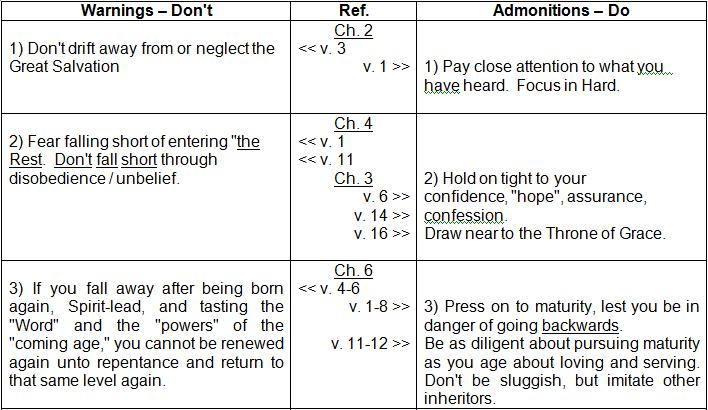 Warnings – Don't
Ref.
Admonitions – Do
1) Don't drift away from or neglect the
Great Salvation
Ch. 2
<< v. 3
v. 1 >>
1) Pay close attention to what you
have heard. Focus in Hard.
2) Fear falling short of entering "the
Rest. Don't fall short through
disobedience / unbelief.
Ch. 4
<< v. 1
<< v. 11
Ch. 3
v. 6 >>
v. 14 >>
v. 16 >>
2) Hold on tight to your
confidence, "hope", assurance,
confession.
Draw near to the Throne of Grace.
3) If you fall away after being born
again, Spirit-lead, and tasting the
"Word" and the "powers" of the
"coming age," you cannot be renewed
again unto repentance and return to
that same level again.
Ch. 6
<< v. 4-6
v. 1-8 >>
v. 11-12 >>
3) Press on to maturity, lest you be in
danger of going backwards.
Be as diligent about pursuing maturity
as you age about loving and serving.
Don't be sluggish, but imitate other
inheritors.